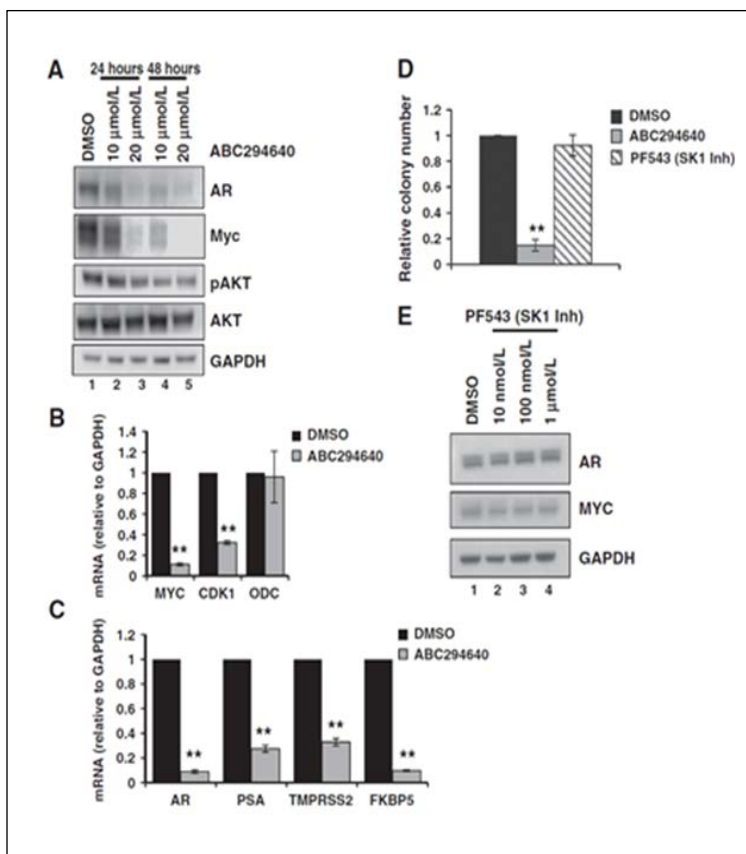 A
24 hours 48 hours
DMSO
10 µmol/L
20 µmol/L
10 µmol/L
20 µmol/L
ABC294640
AR
Myc
pAKT
AKT
GAPDH
1 2 3 4 5
B
DMSO
ABC294640
mRNA (relative to GAPDH)
1.4
1.2
1
0.8
0.6
0.4
0.2
0
**
**
MYC CDK1 ODC
C
DMSO
ABC294640
mRNA (relative to GAPDH)
1.2
1
0.8
0.6
0.4
0.2
0
**
**
**
**
AR PSA TMPRSS2 FKBP5
D
DMSO
ABC294640
PF543 (SK1 Inh)
Relative colony number
1.2
1
0.8
0.6
0.4
0.2
0
**
E
PF543 (SK1 Inh)
DMSO
10 nmol/L
100 nmol/L
1 µmol/L
AR
MYC
GAPDH
1 2 3 4